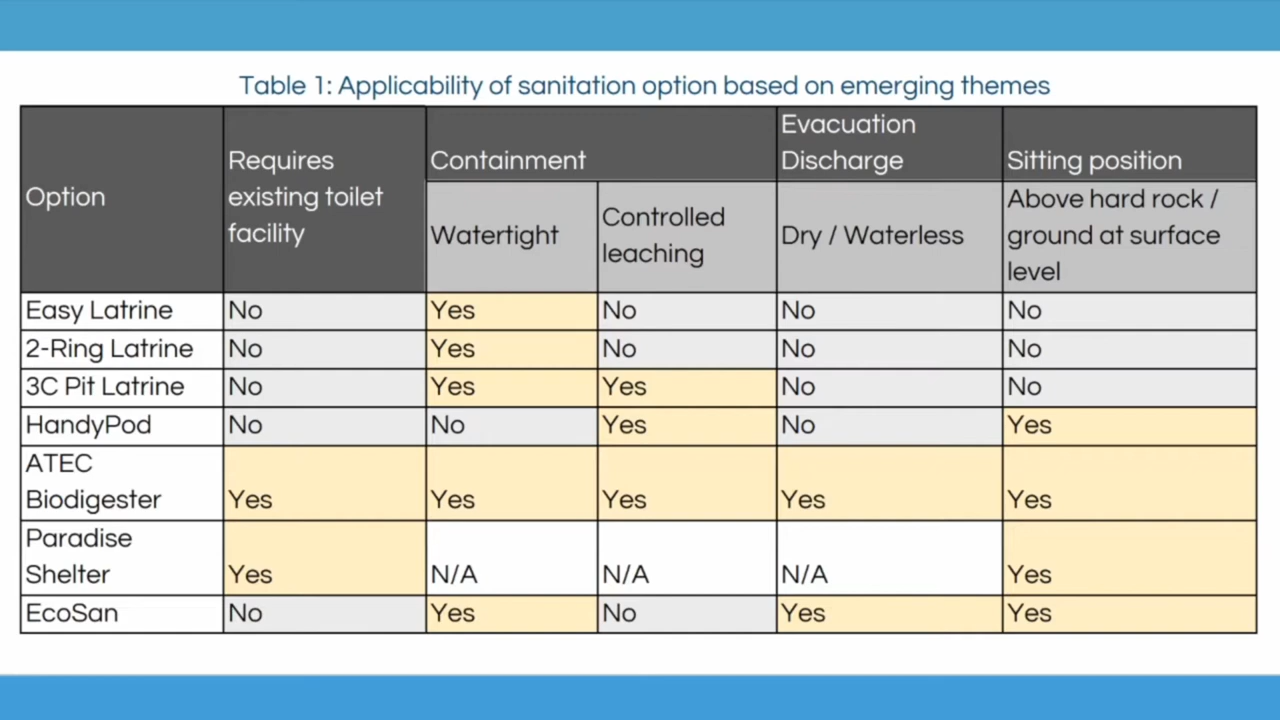 Table 1: Applicability of sanitation option based on emerging themes
Option
Requires
existing toilet
facility
Containment
Evacuation
Discharge
Sitting position
Watertight
Controlled
leaching
Dry / Waterless
Above hard rock /
ground at surface
level
Easy Latrine No Yes No No No
2-Ring Latrine No Yes No No No
3C Pit Latrine No Yes Yes No No
HandyPod No No Yes No Yes
ATEC
Biodigester Yes Yes Yes Yes Yes
Paradise
Shelter Yes N/A N/A N/A Yes
EcoSan No Yes No Yes Yes